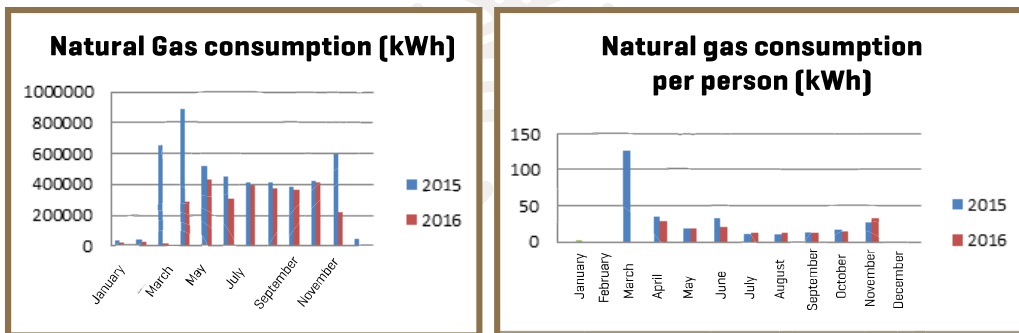 Natural Gas consumption (kWh)
1000000
800000
600000
400000
200000
0
January
March
May
July
September
November
2015
2016
Natural gas consumption
per person (kWh)
150
100
50
0
January
February
March
April
May
June
July
August
September
October
November
December
2015
2016